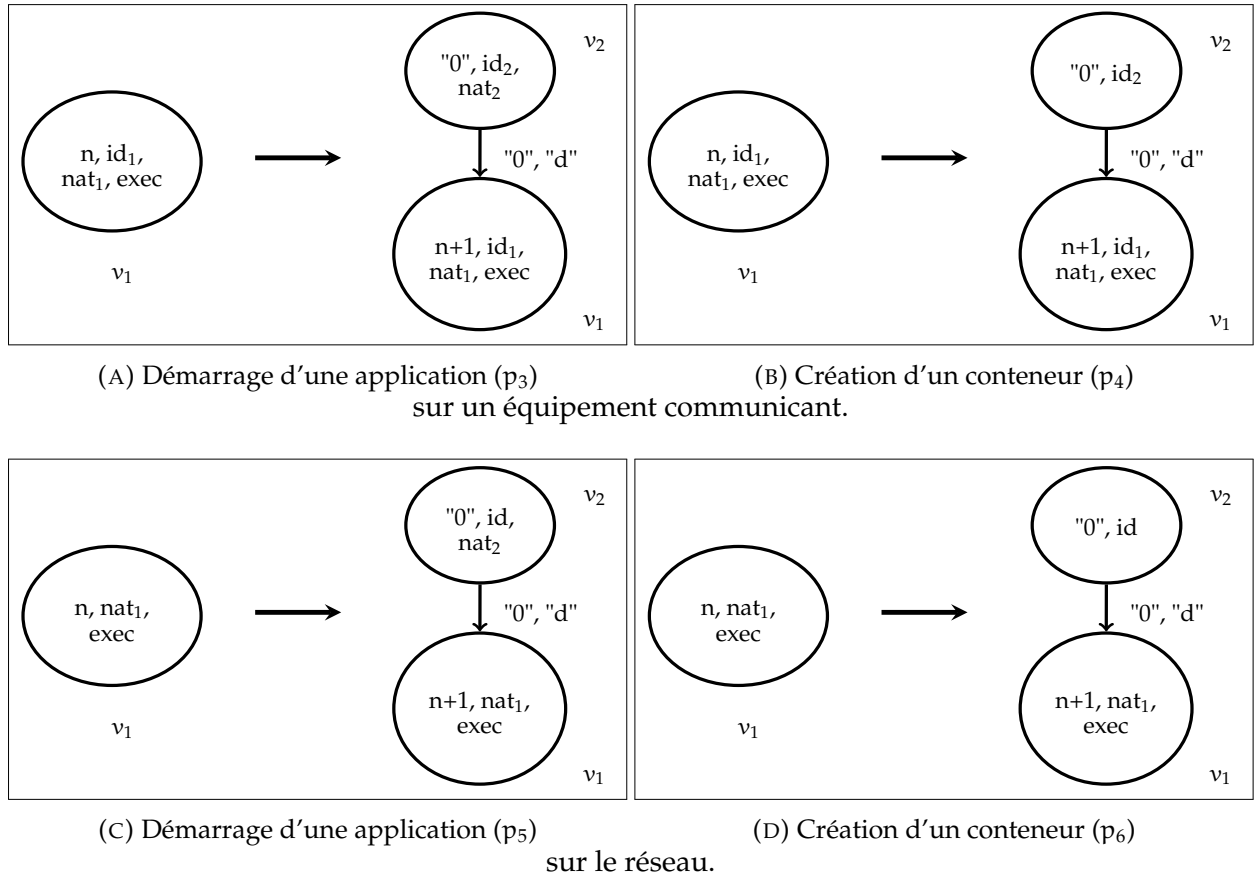 "0", id₂,
nat₂
v₂
n, id₁,
nat₁, exec
"0", "d"
n+1, id₁,
nat₁, exec
v₁
v₁
"0", id₂
v₂
n, id₁,
nat₁, exec
"0", "d"
n+1, id₁,
nat₁, exec
v₁
v₁
(A) Démarrage d'une application (p₃)
(B) Création d'un conteneur (p₄)
sur un équipement communicant.
"0", id,
nat₂
v₂
n, nat₁,
exec
"0", "d"
n+1, nat₁,
exec
v₁
v₁
"0", id
v₂
n, nat₁,
exec
"0", "d"
n+1, nat₁,
exec
v₁
v₁
(C) Démarrage d'une application (p₅)
(D) Création d'un conteneur (p₆)
sur le réseau.